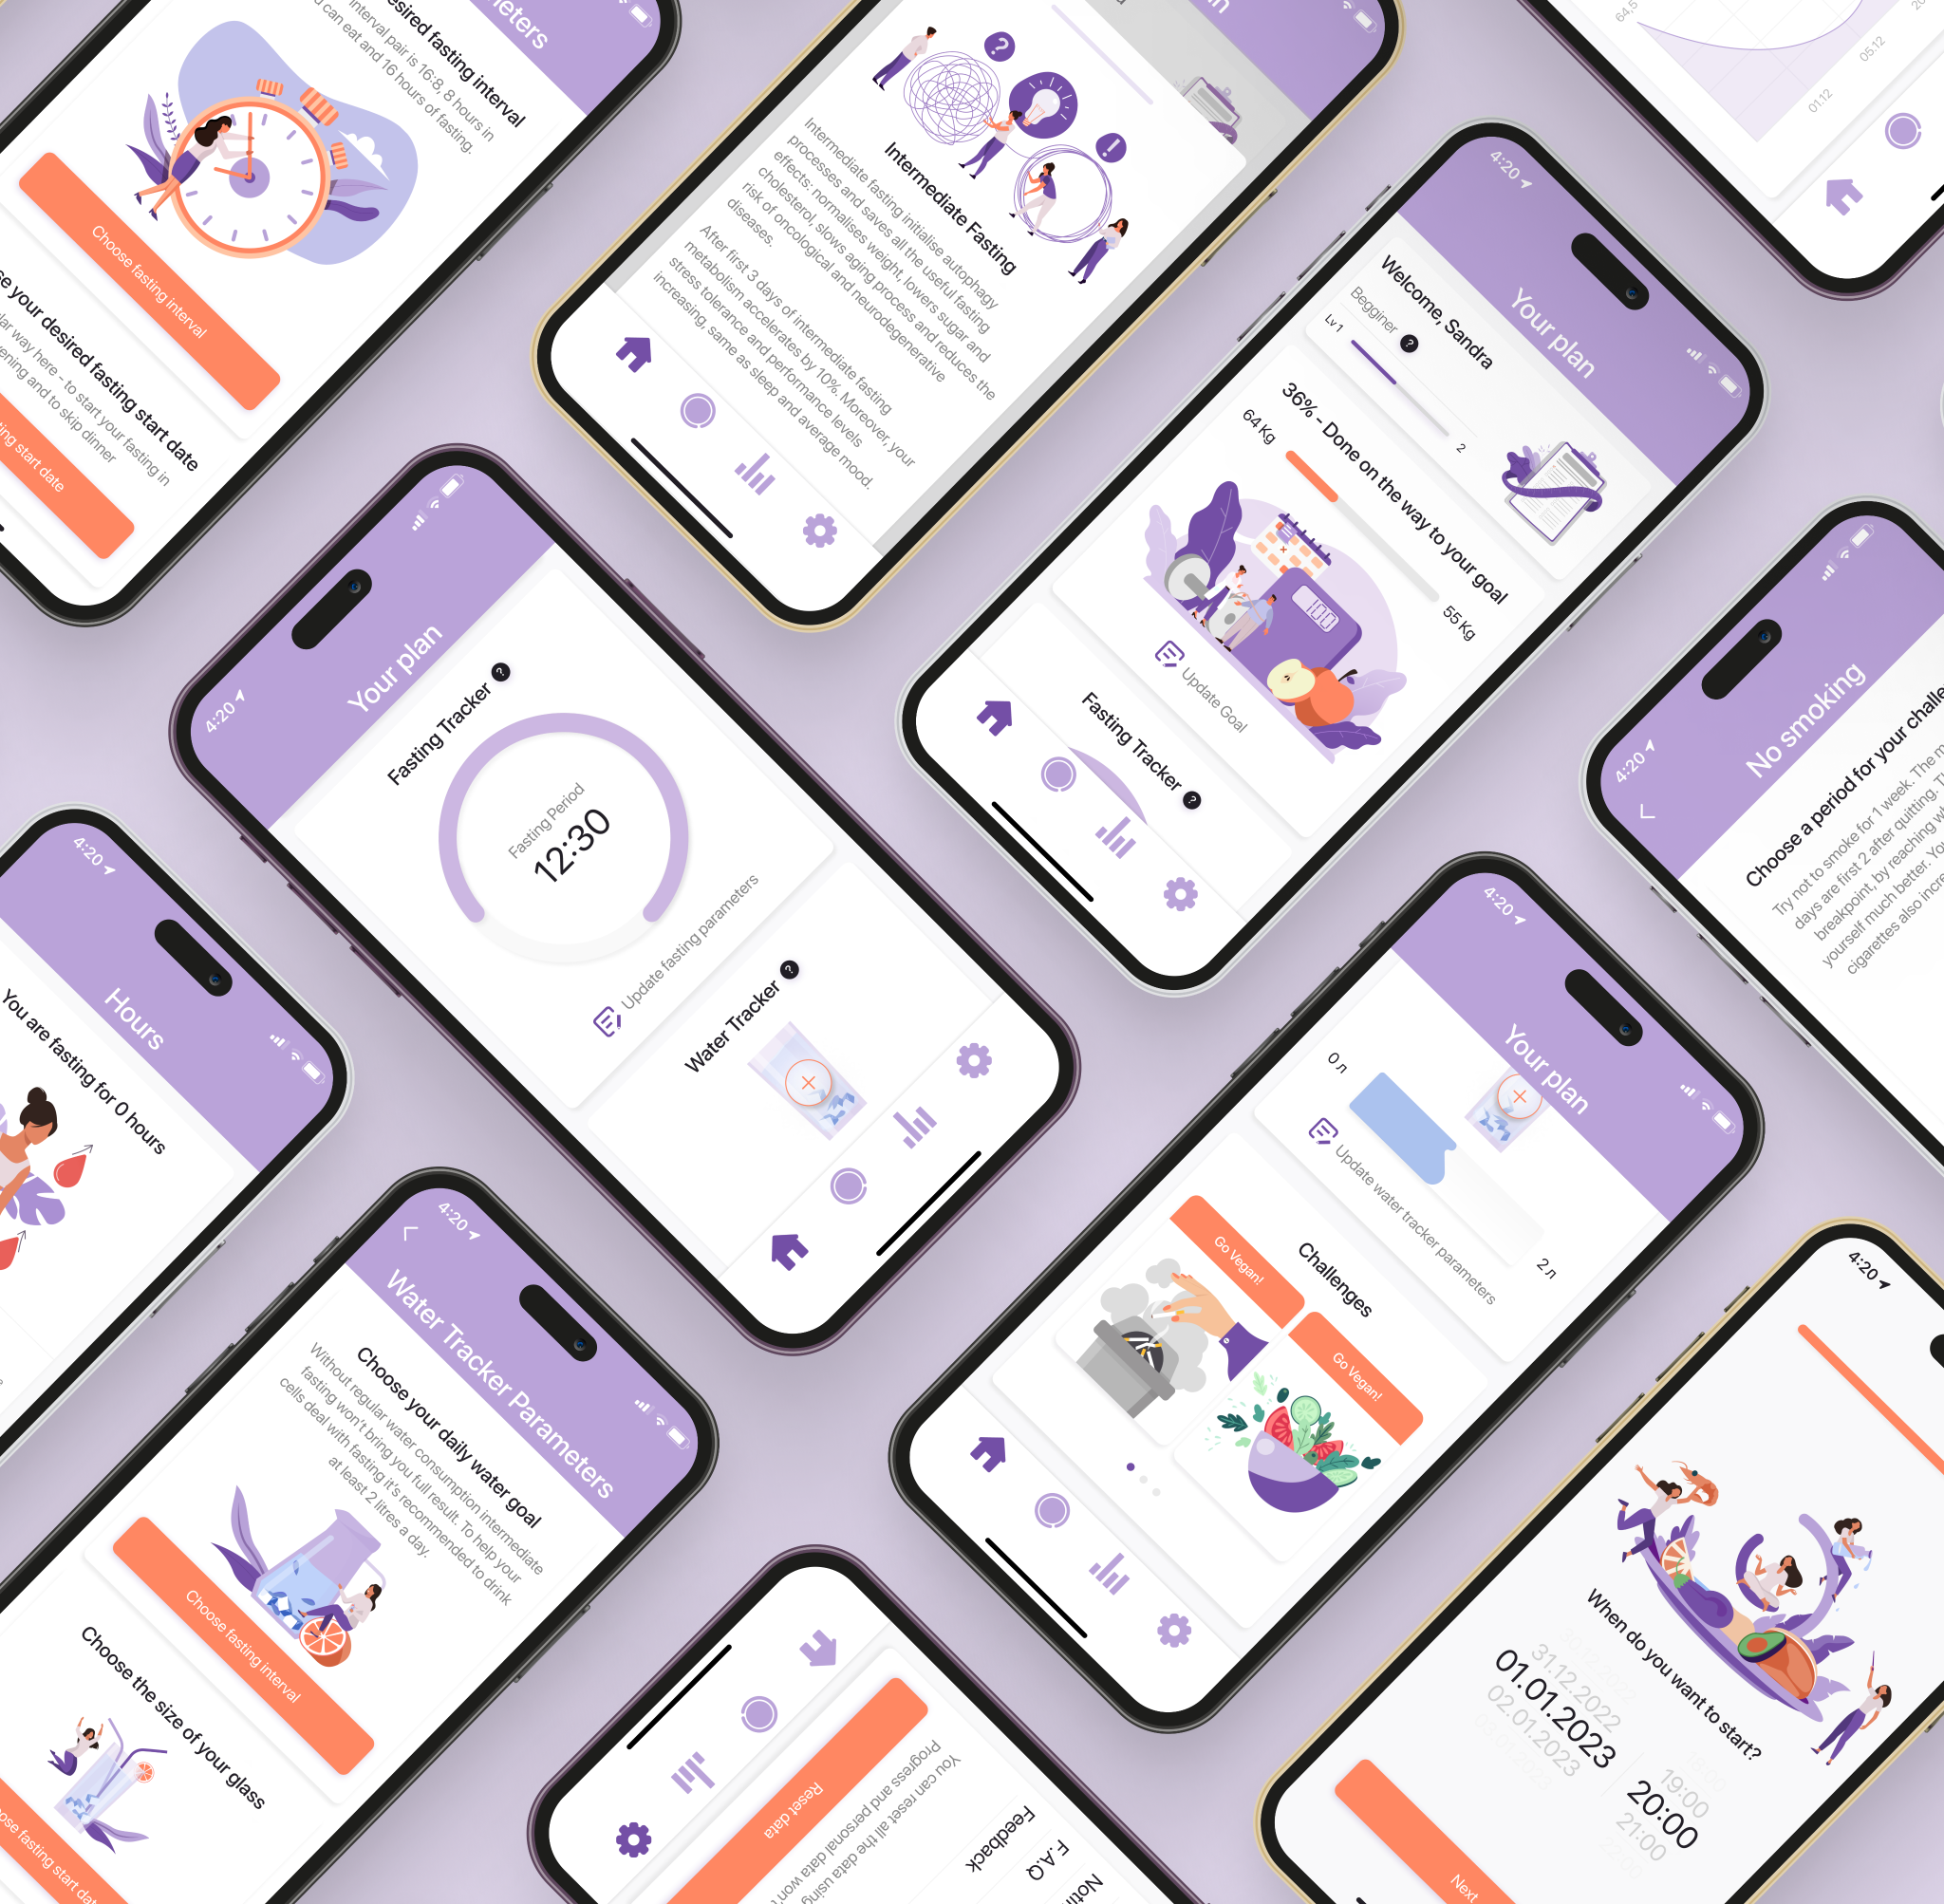 meters
esired fasting interval
interval pair is 16:8, 8 hours in
u can eat and 16 hours of fasting.
Choose fasting interval
se your desired fasting start date
lar way here - to start your fasting in
vening and to skip dinner
ting start date
Intermediate Fasting
Intermediate fasting initialise autophagy
processes and saves all the useful fasting
effects: normalises weight, lowers sugar and
cholesterol, slows aging process and reduces the
risk of oncological and neurodegenerative
diseases.
After first 3 days of intermediate fasting
metabolism accelerates by 10%. Moreover, your
stress tolerance and performance levels
increasing, same as sleep and average mood.
64,5
01.12
05.12
4:20
Your plan
Welcome, Sandra
Begginer ?
Lv 1
2
36% - Done on the way to your goal
64 Kg
55 Kg
100
Update Goal
Fasting Tracker ?
4:20
Your plan
Fasting Tracker ?
Fasting Period
12:30
Update fasting parameters
Water Tracker ?
4:20
No smoking
Choose a period for your challe
Try not to smoke for 1 week. The m
days are first 2 after quitting. Th
breakpoint, by reaching w
yourself much better. Yo
cigarettes also incre
4:20
Hours
You are fasting for 0 hours
4:20
Water Tracker Parameters
Choose your daily water goal
Without regular water consumption intermediate
fasting won't bring you full result. To help your
cells deal with fasting it's recommended to drink
at least 2 litres a day.
Choose fasting interval
Choose the size of your glass
ose fasting start dat
4:20
Your plan
0 л
2 л
Update water tracker parameters
Challenges
Go Vegan!
Go Vegan!
4:20
When do you want to start?
31.12.2022
01.01.2023
02.01.2023
19:00
20:00
21:00
Next
Notifi
F.A.Q
Feedback
You can reset all the data using
Progress and personal data won't
Reset data